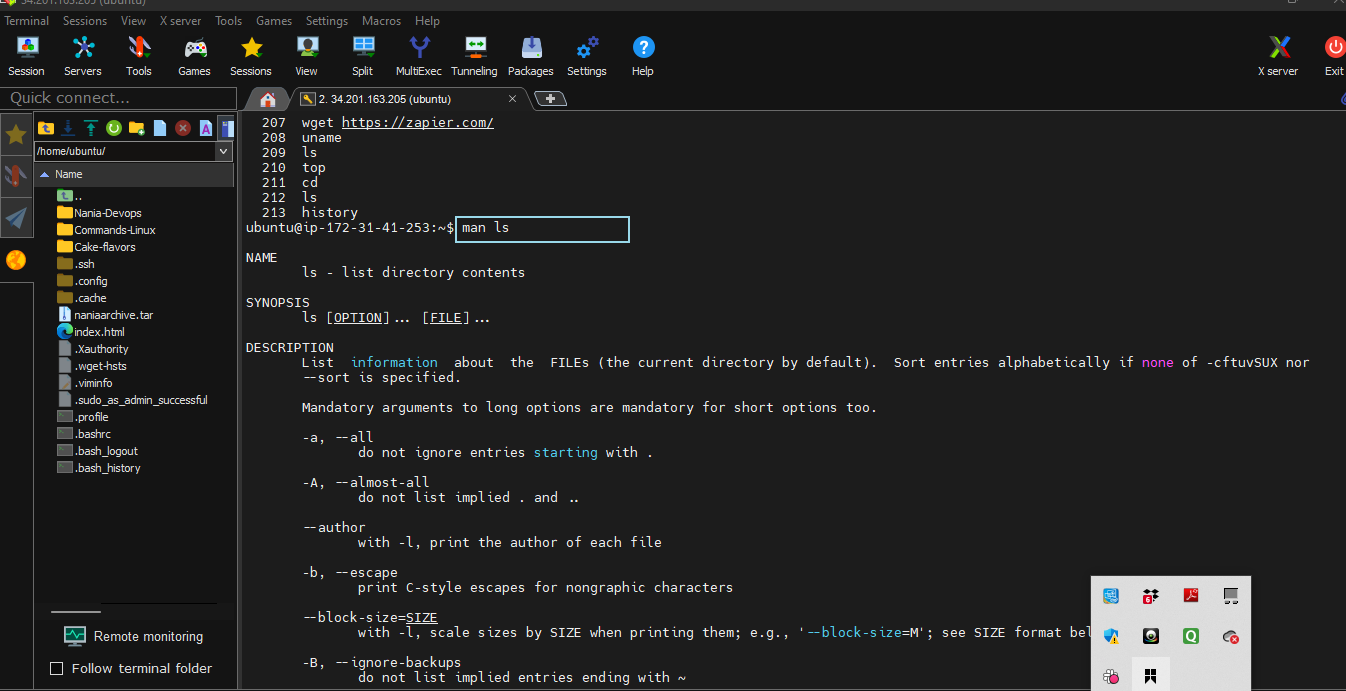 34.201.163.205 (ubuntu)
Terminal Sessions View X server Tools Games Settings Macros Help
Session Servers Tools Games Sessions View Split MultiExec Tunneling Packages Settings Help X server Exit
Quick connect...
2. 34.201.163.205 (ubuntu)
/home/ubuntu/
Name
..
Nania-Devops
Commands-Linux
Cake-flavors
.ssh
.config
.cache
naniaarchive.tar
index.html
.Xauthority
.wget-hsts
.viminfo
.sudo_as_admin_successful
.profile
.bashrc
.bash_logout
.bash_history
Remote monitoring
Follow terminal folder
207 wget https://zapier.com/
208 uname
209 ls
210 top
211 cd
212 ls
213 history
ubuntu@ip-172-31-41-253:~$ man ls
NAME
ls - list directory contents
SYNOPSIS
ls [OPTION]... [FILE]...
DESCRIPTION
List information about the FILEs (the current directory by default). Sort entries alphabetically if none of -cftuvSUX nor
--sort is specified.
Mandatory arguments to long options are mandatory for short options too.
-a, --all
do not ignore entries starting with .
-A, --almost-all
do not list implied . and ..
--author
with -l, print the author of each file
-b, --escape
print C-style escapes for nongraphic characters
--block-size=SIZE
with -l, scale sizes by SIZE when printing them; e.g., '--block-size=M'; see SIZE format bel
-B, --ignore-backups
do not list implied entries ending with ~